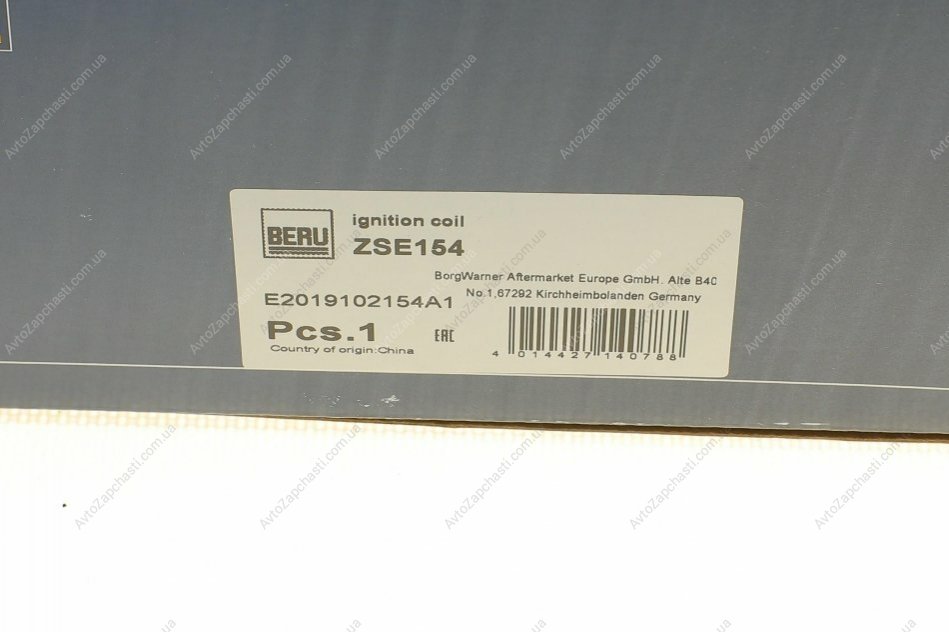 BERU
ignition coil
ZSE154
BorgWarner Aftermarket Europe GmbH. Alte B40
No.1,67292 Kirchheimbolanden Germany
E2019102154A1
Pcs.1
EAC
Country of origin:China
4 014427 140788
AvtoZapchasti.com.ua